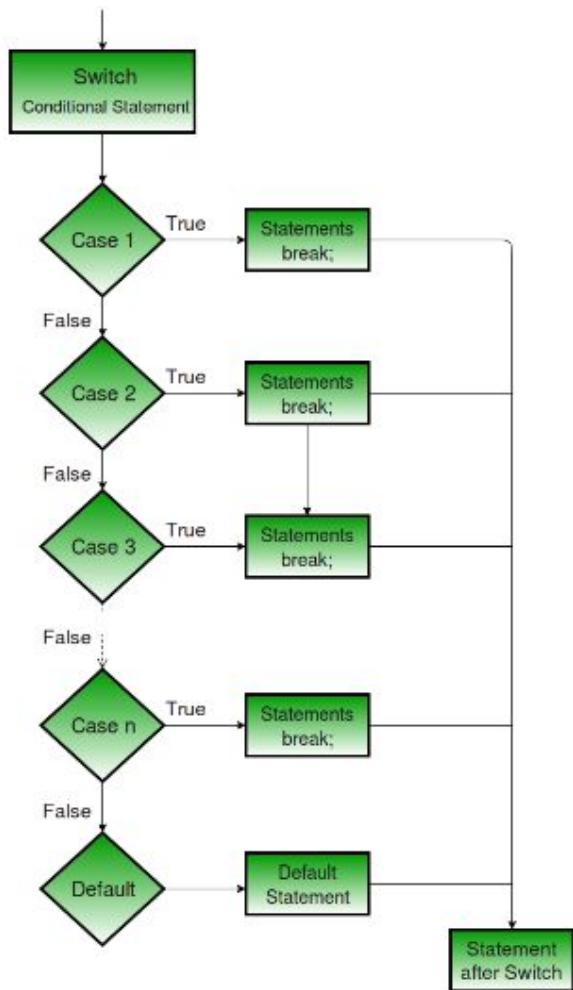 Switch
Conditional Statement
Case 1
True
Statements
break;
False
Case 2
True
Statements
break;
False
Case 3
True
Statements
break;
False
Case n
True
Statements
break;
False
Default
Default
Statement
Statement
after Switch